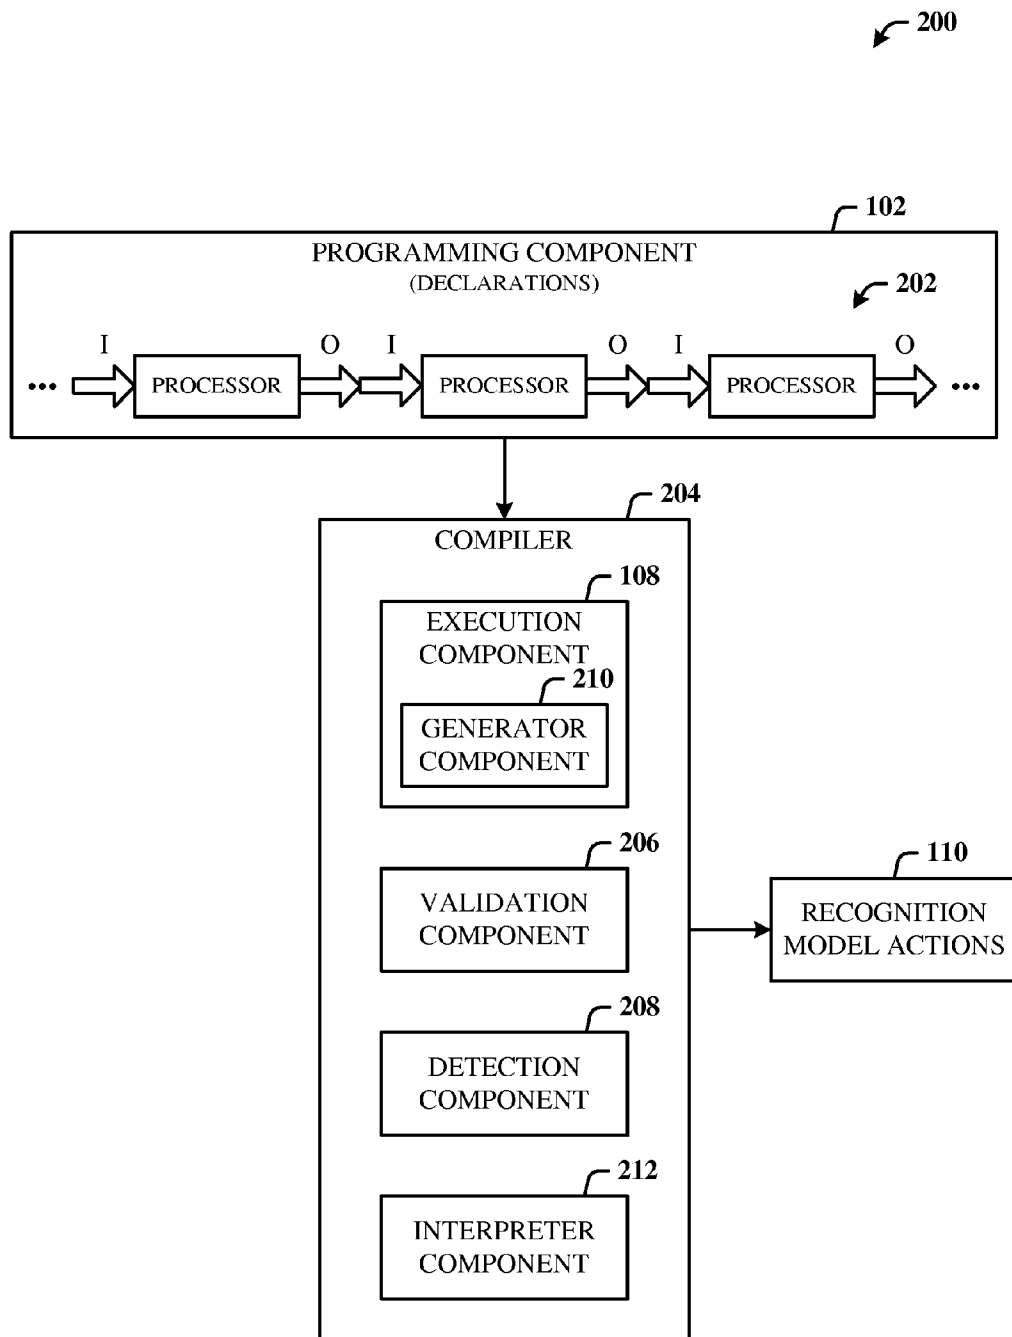 200
102
PROGRAMMING COMPONENT
(DECLARATIONS)
202
I O I O I O
••• PROCESSOR PROCESSOR PROCESSOR •••
204
COMPILER
108
EXECUTION
COMPONENT
210
GENERATOR
COMPONENT
206
VALIDATION
COMPONENT
110
RECOGNITION
MODEL ACTIONS
208
DETECTION
COMPONENT
212
INTERPRETER
COMPONENT